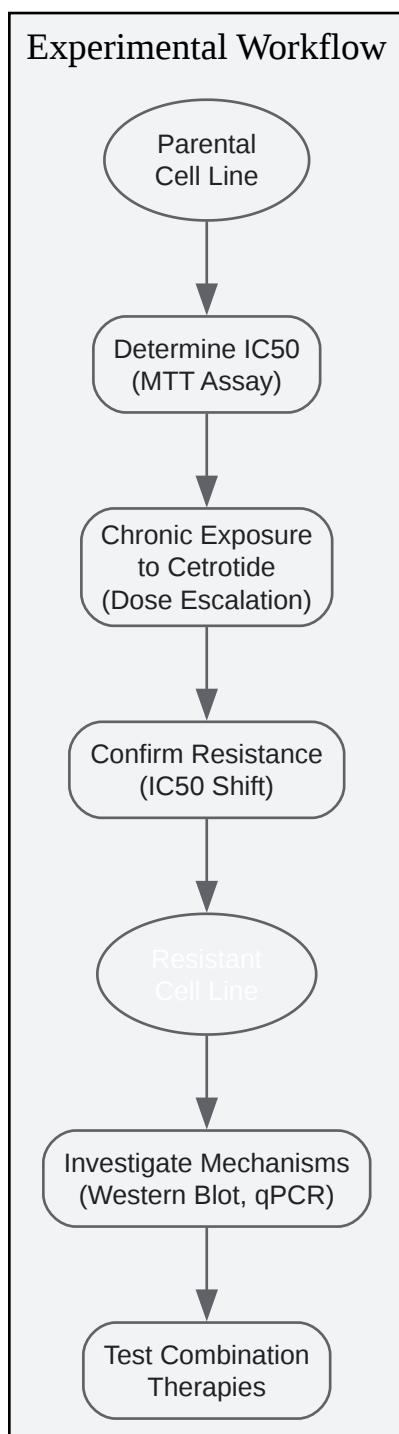 Experimental Workflow
Parental
Cell Line
Determine IC50
(MTT Assay)
Chronic Exposure
to Cetrotide
(Dose Escalation)
Confirm Resistance
(IC50 Shift)
Resistant
Cell Line
Investigate Mechanisms
(Western Blot, qPCR)
Test Combination
Therapies